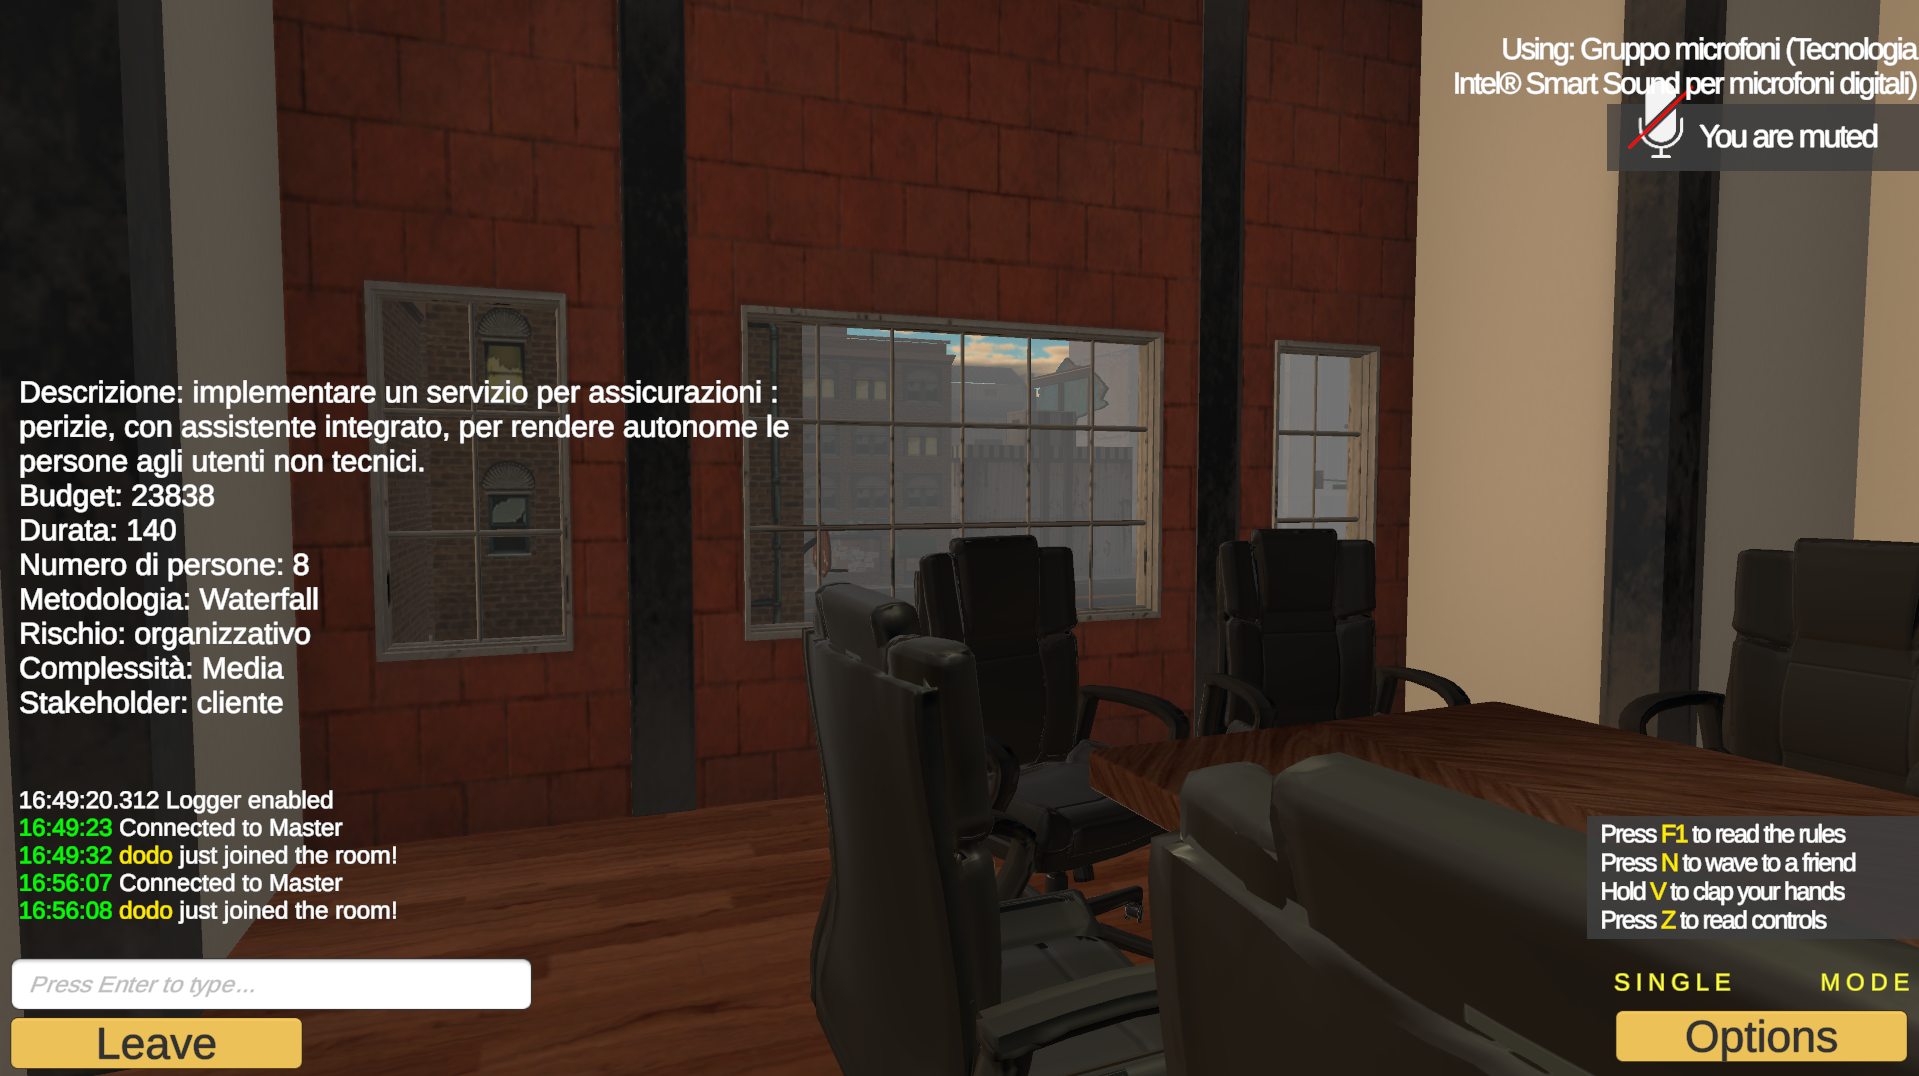 Using: Gruppo microfoni (Tecnologia
Intel® Smart Sound per microfoni digitali)
You are muted
Descrizione: implementare un servizio per assicurazioni :
perizie, con assistente integrato, per rendere autonome le
persone agli utenti non tecnici.
Budget: 23838
Durata: 140
Numero di persone: 8
Metodologia: Waterfall
Rischio: organizzativo
Complessità: Media
Stakeholder: cliente
16:49:20.312 Logger enabled
16:49:23 Connected to Master
16:49:32 dodo just joined the room!
16:56:07 Connected to Master
16:56:08 dodo just joined the room!
Press Enter to type...
Leave
Press F1 to read the rules
Press N to wave to a friend
Hold V to clap your hands
Press Z to read controls
SINGLE MODE
Options